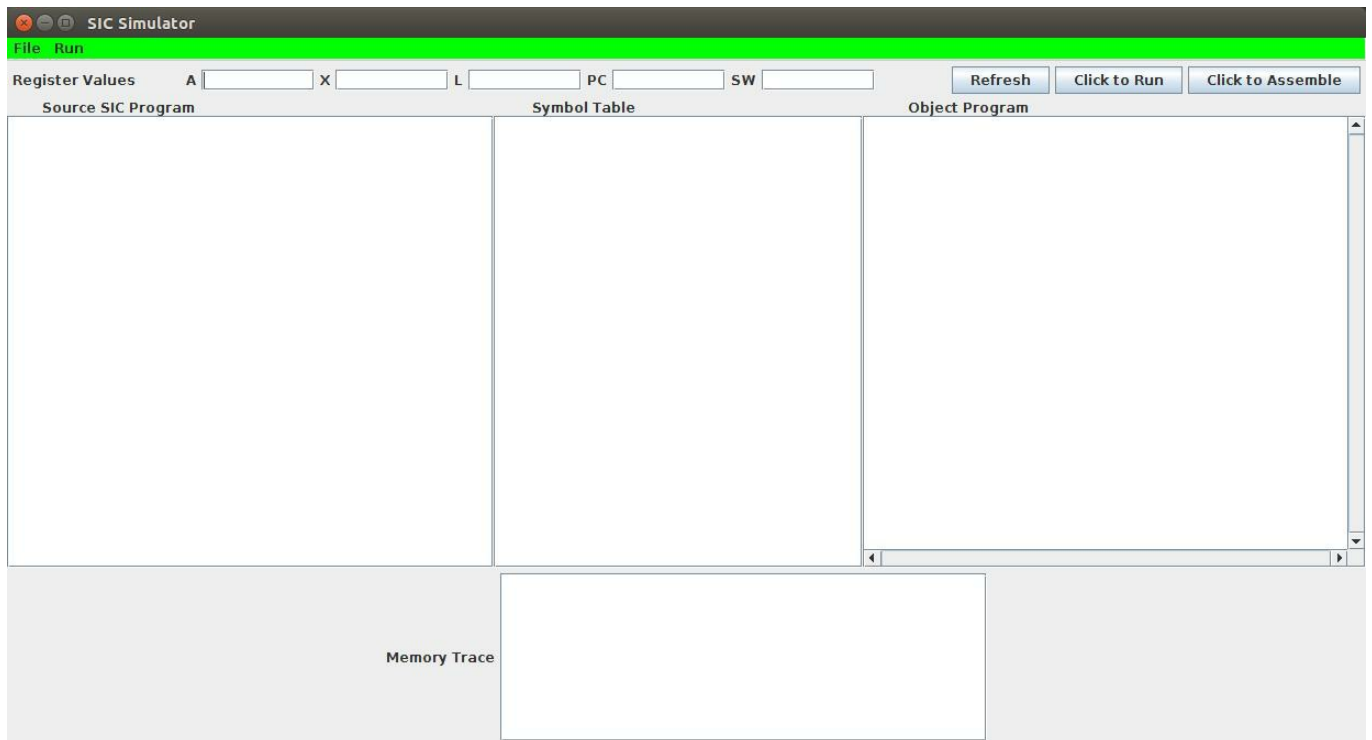 SIC Simulator
File Run
Register Values A X L PC SW Refresh Click to Run Click to Assemble
Source SIC Program Symbol Table Object Program
Memory Trace